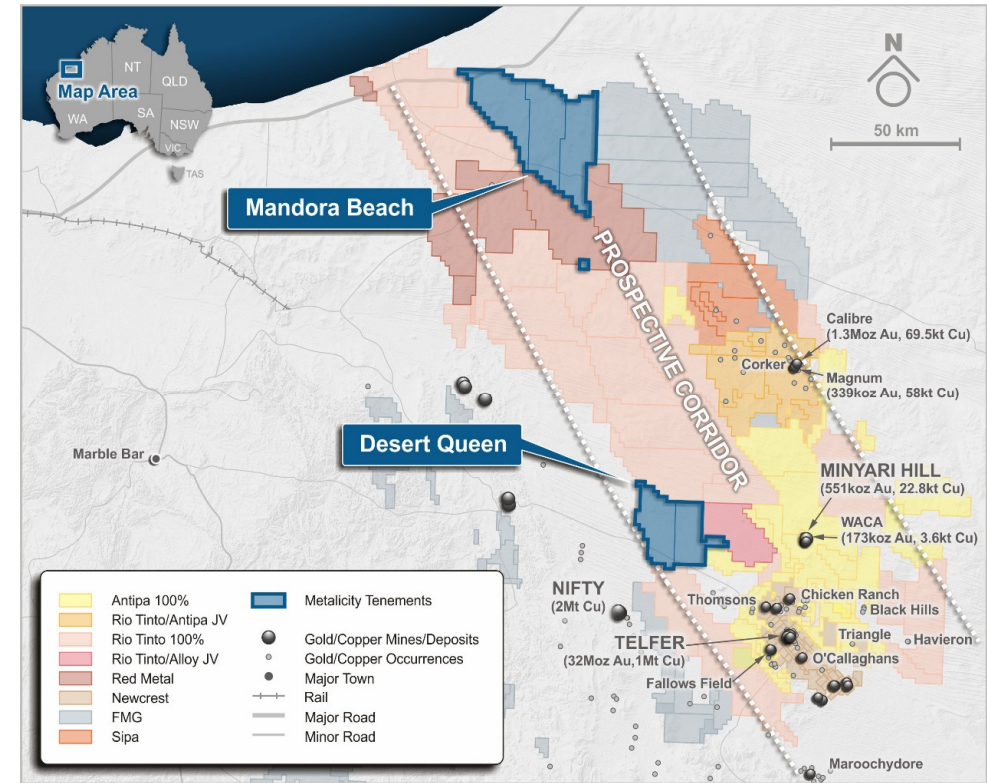 NT
QLD
Map Area
WA
SA
NSW
VIC
TAS
N
50 km
Mandora Beach
PROSPECTIVE CORRIDOR
Calibre
(1.3Moz Au, 69.5kt Cu)
Corker
Magnum
(339koz Au, 58kt Cu)
Desert Queen
Marble Bar
MINYARI HILL
(551koz Au, 22.8kt Cu)
WACA
(173koz Au, 3.6kt Cu)
NIFTY
(2Mt Cu)
Thomsons
Chicken Ranch
Black Hills
TELFER
(32Moz Au,1Mt Cu)
Triangle
Havieron
O'Callaghans
Fallows Field
Maroochydore
Antipa 100%
Rio Tinto/Antipa JV
Rio Tinto 100%
Rio Tinto/Alloy JV
Red Metal
Newcrest
FMG
Sipa
Metalicity Tenements
Gold/Copper Mines/Deposits
Gold/Copper Occurrences
Major Town
Rail
Major Road
Minor Road